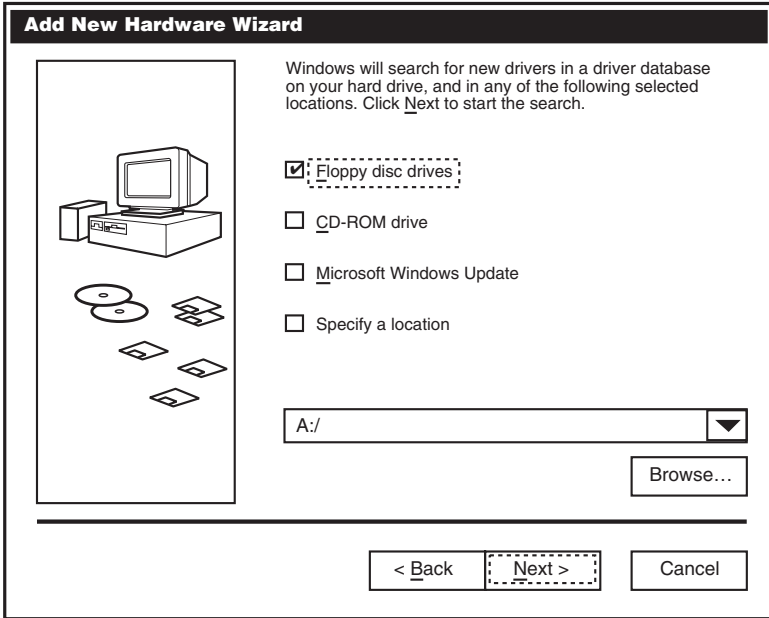 Add New Hardware Wizard
Windows will search for new drivers in a driver database
on your hard drive, and in any of the following selected
locations. Click Next to start the search.
Floppy disc drives
CD-ROM drive
Microsoft Windows Update
Specify a location
A:/
Browse…
< Back
Next >
Cancel